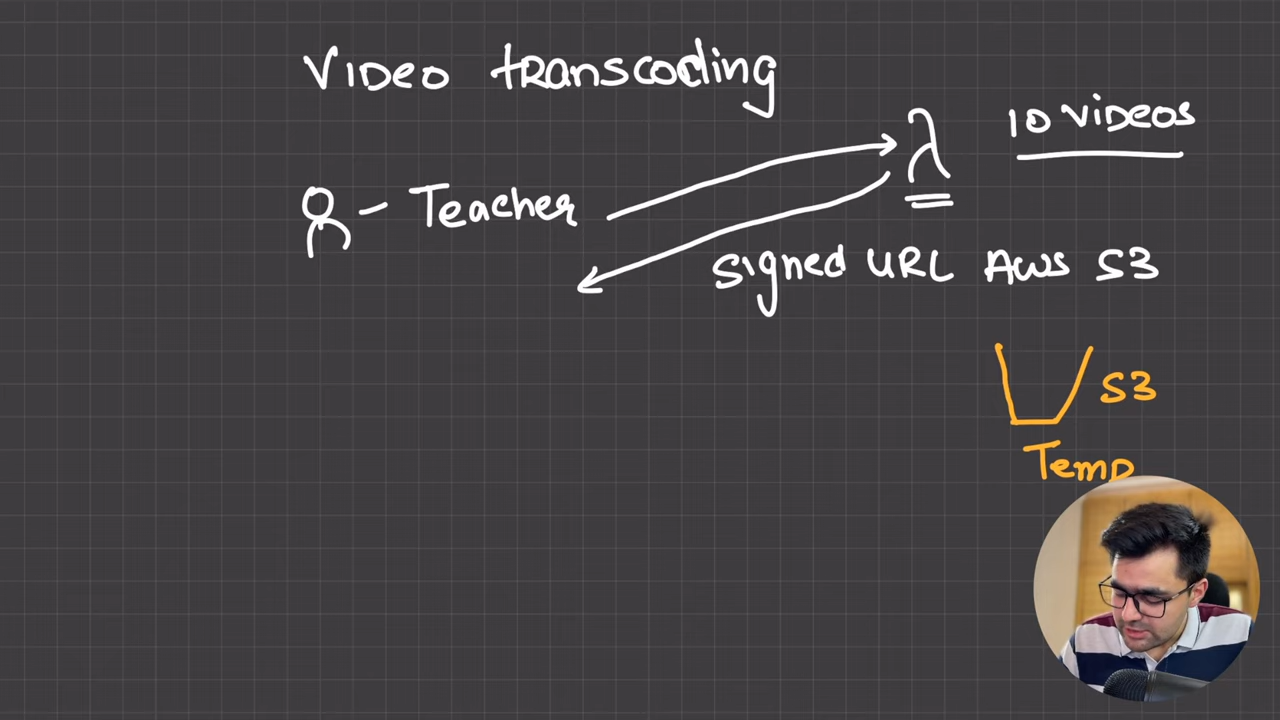 Video transcoding
10 Videos
- Teacher
λ
Signed URL AWS S3
S3
Temp